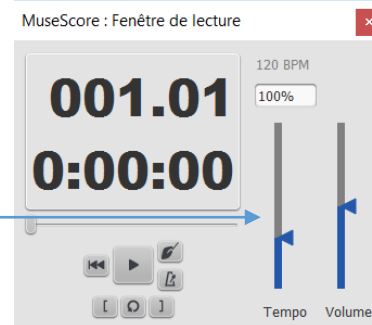 MuseScore : Fenêtre de lecture
120 BPM
100%
001.01
0:00:00
[ ]
Tempo Volume